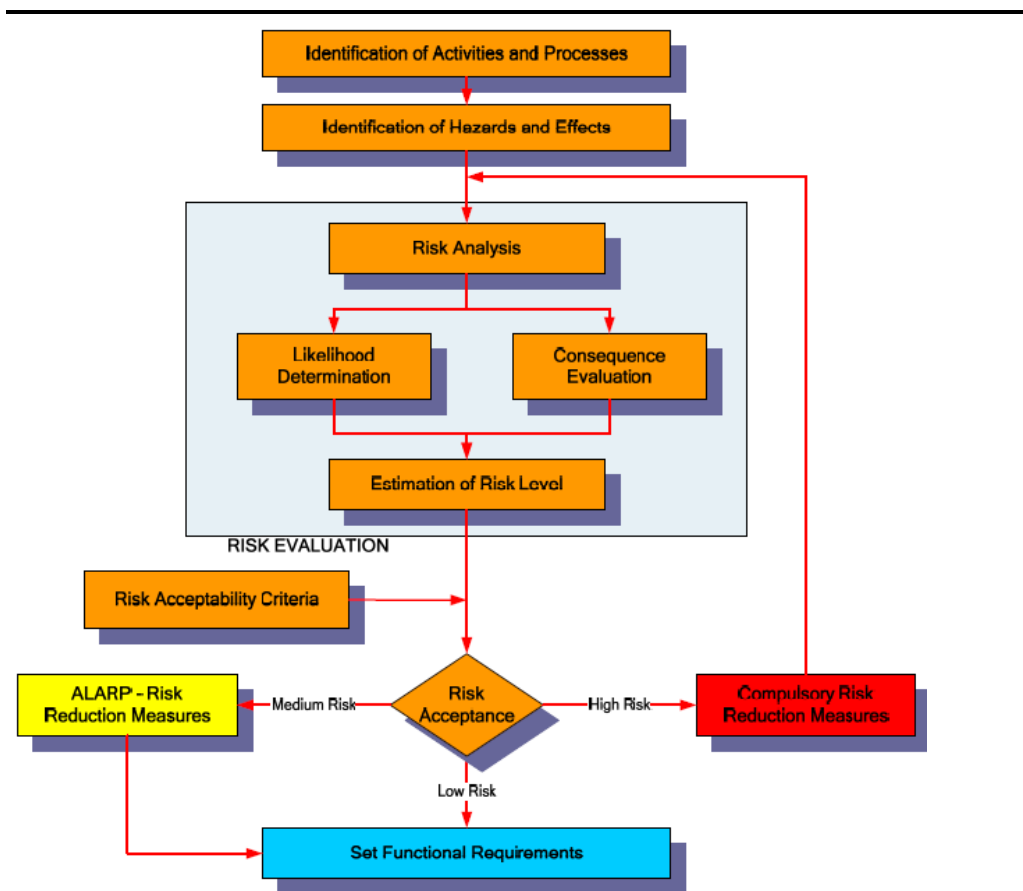 Identification of Activities and Processes
Identification of Hazards and Effects
Risk Analysis
Likelihood
Determination
Consequence
Evaluation
Estimation of Risk Level
RISK EVALUATION
Risk Acceptability Criteria
ALARP - Risk
Reduction Measures
Medium Risk
Risk
Acceptance
High Risk
Compulsory Risk
Reduction Measures
Low Risk
Set Functional Requirements